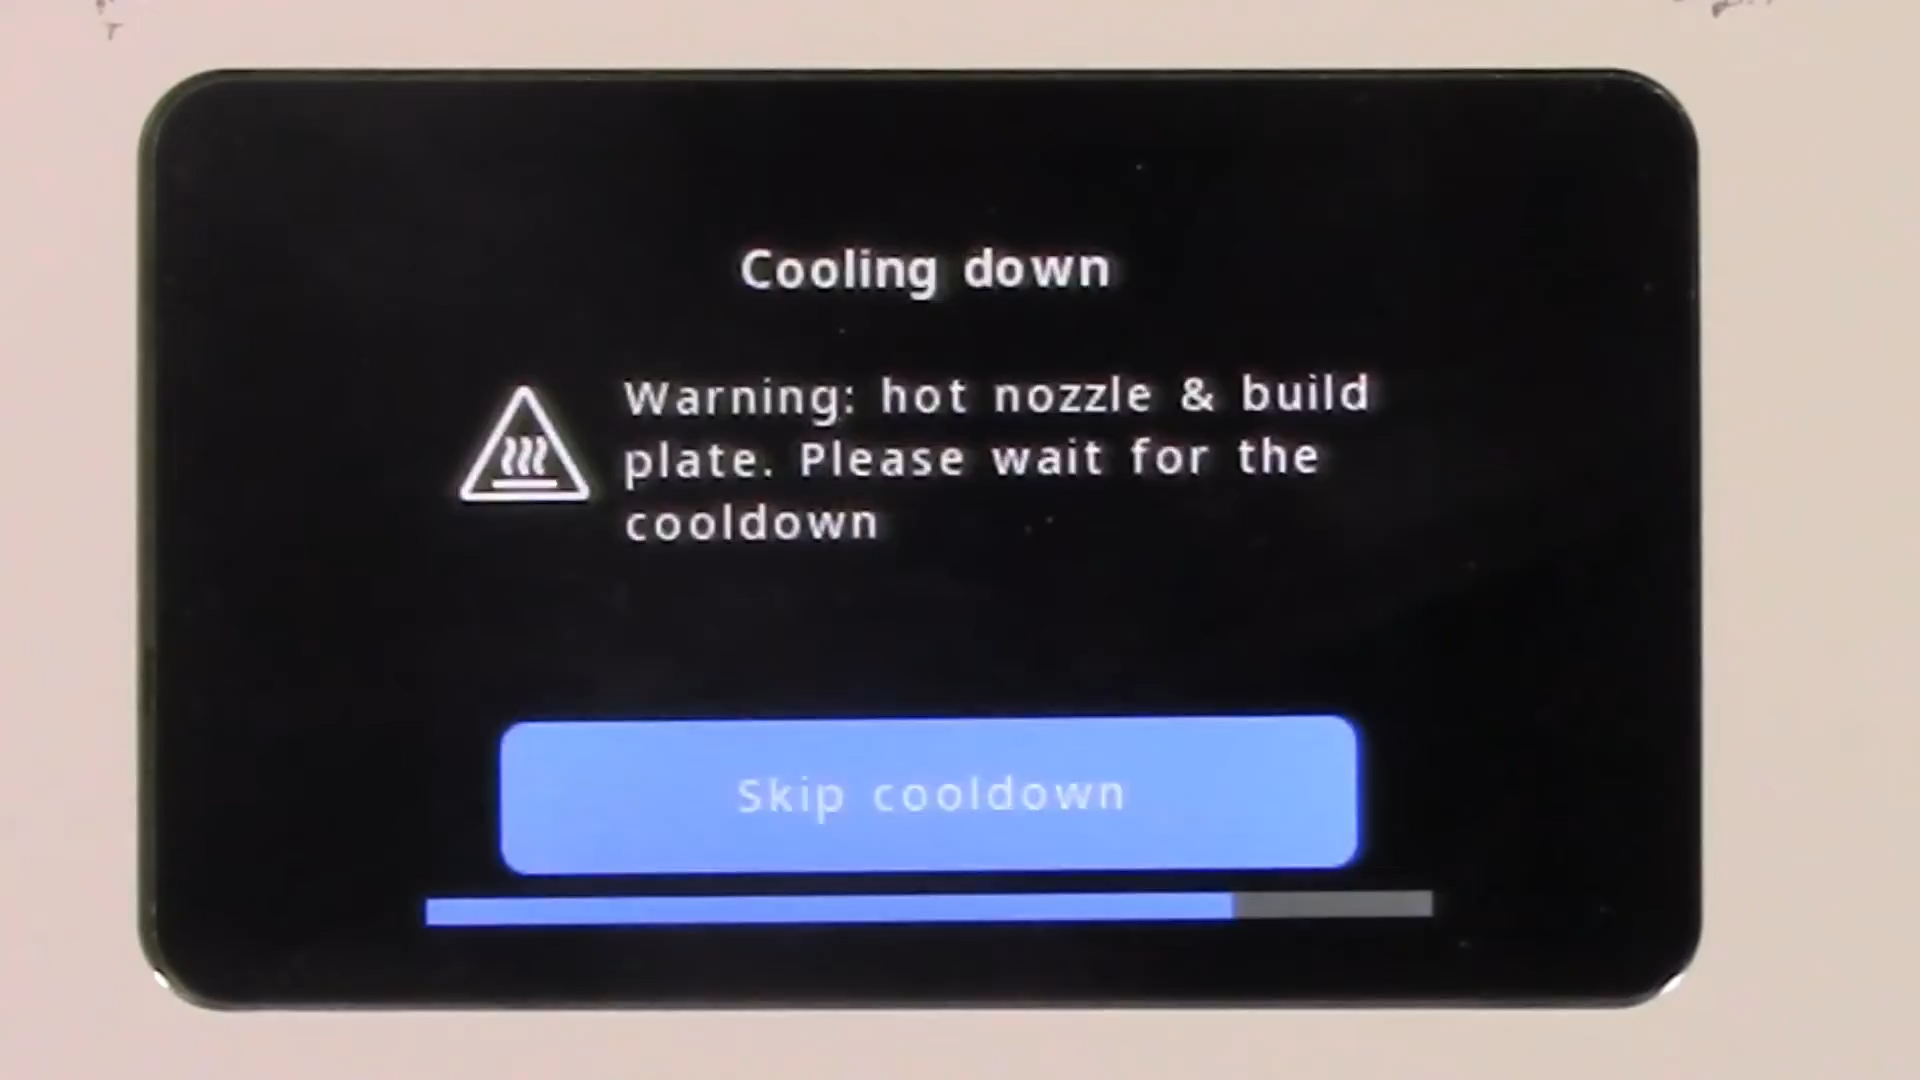 Cooling down
Warning: hot nozzle & build
plate. Please wait for the
cooldown
Skip cooldown